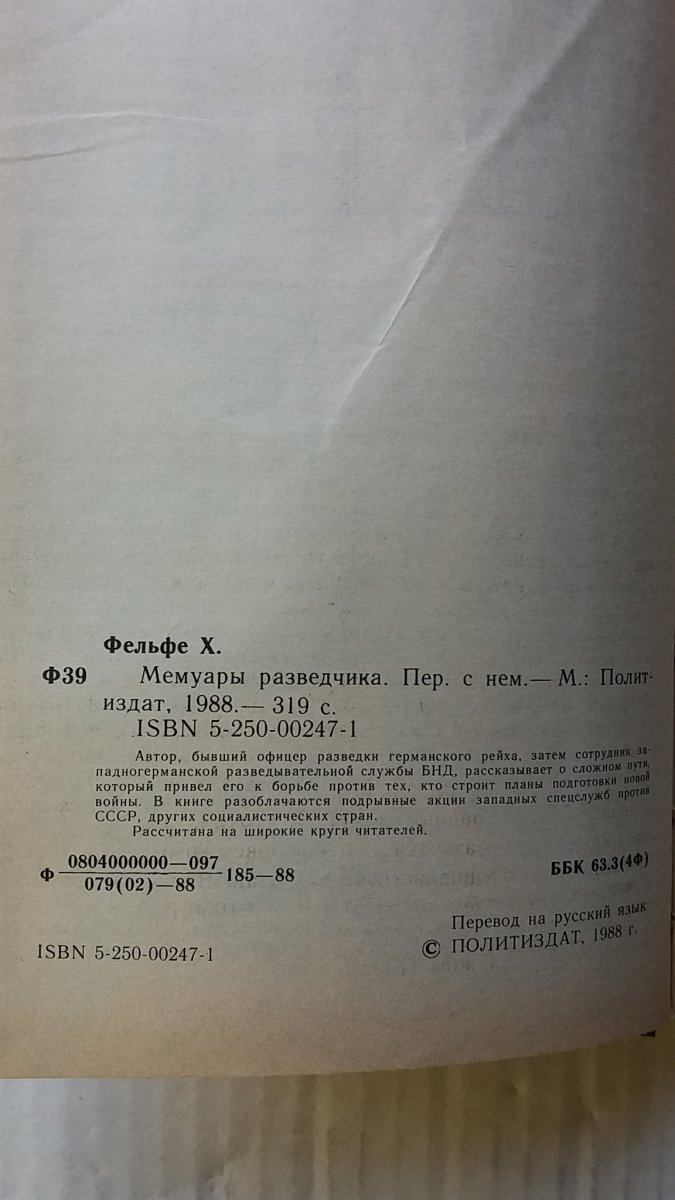 Фельфе Х.
Ф39 Мемуары разведчика. Пер. с нем.— М.: Полит-
издат, 1988.— 319 с.
ISBN 5-250-00247-1
Автор, бывший офицер разведки германского рейха, затем сотрудник за-
падногерманской разведывательной службы БНД, рассказывает о сложном пути,
который привел его к борьбе против тех, кто строит планы подготовки новой
войны. В книге разоблачаются подрывные акции западных спецслужб против
СССР, других социалистических стран.
Рассчитана на широкие круги читателей.
Ф 0804000000—097
079(02)—88 185—88
ББК 63.3(4Ф)
Перевод на русский язык
ISBN 5-250-00247-1 © ПОЛИТИЗДАТ, 1988 г.